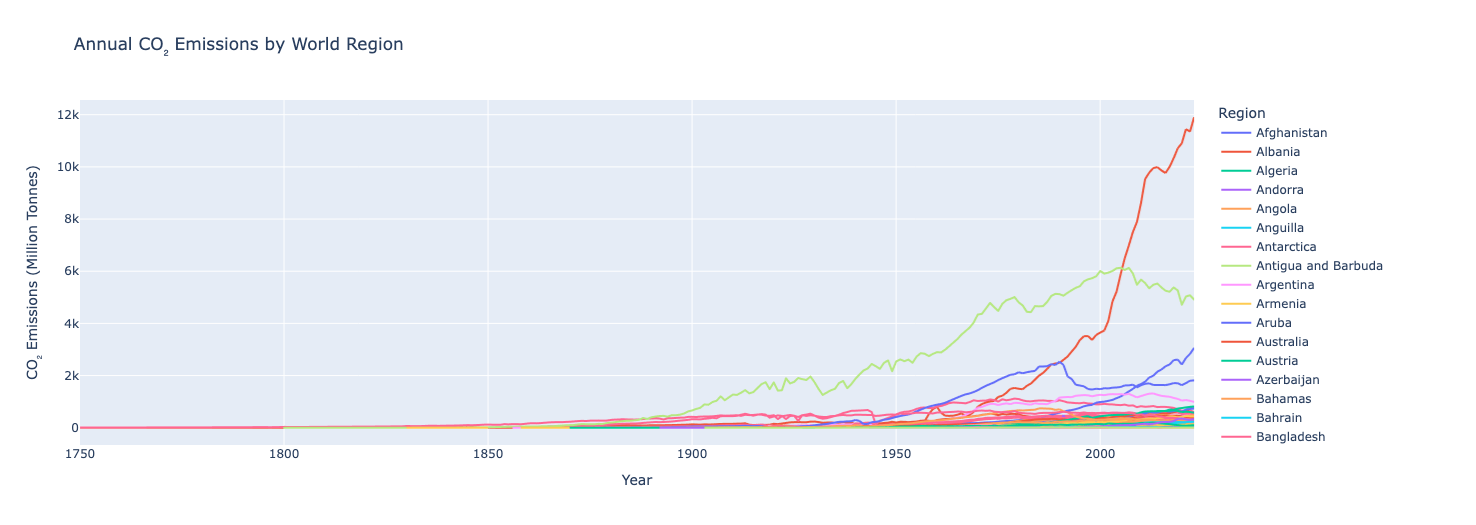 Annual CO₂ Emissions by World Region
CO₂ Emissions (Million Tonnes)
12k
10k
8k
6k
4k
2k
0
1750
1800
1850
1900
1950
2000
Year
Region
Afghanistan
Albania
Algeria
Andorra
Angola
Anguilla
Antarctica
Antigua and Barbuda
Argentina
Armenia
Aruba
Australia
Austria
Azerbaijan
Bahamas
Bahrain
Bangladesh